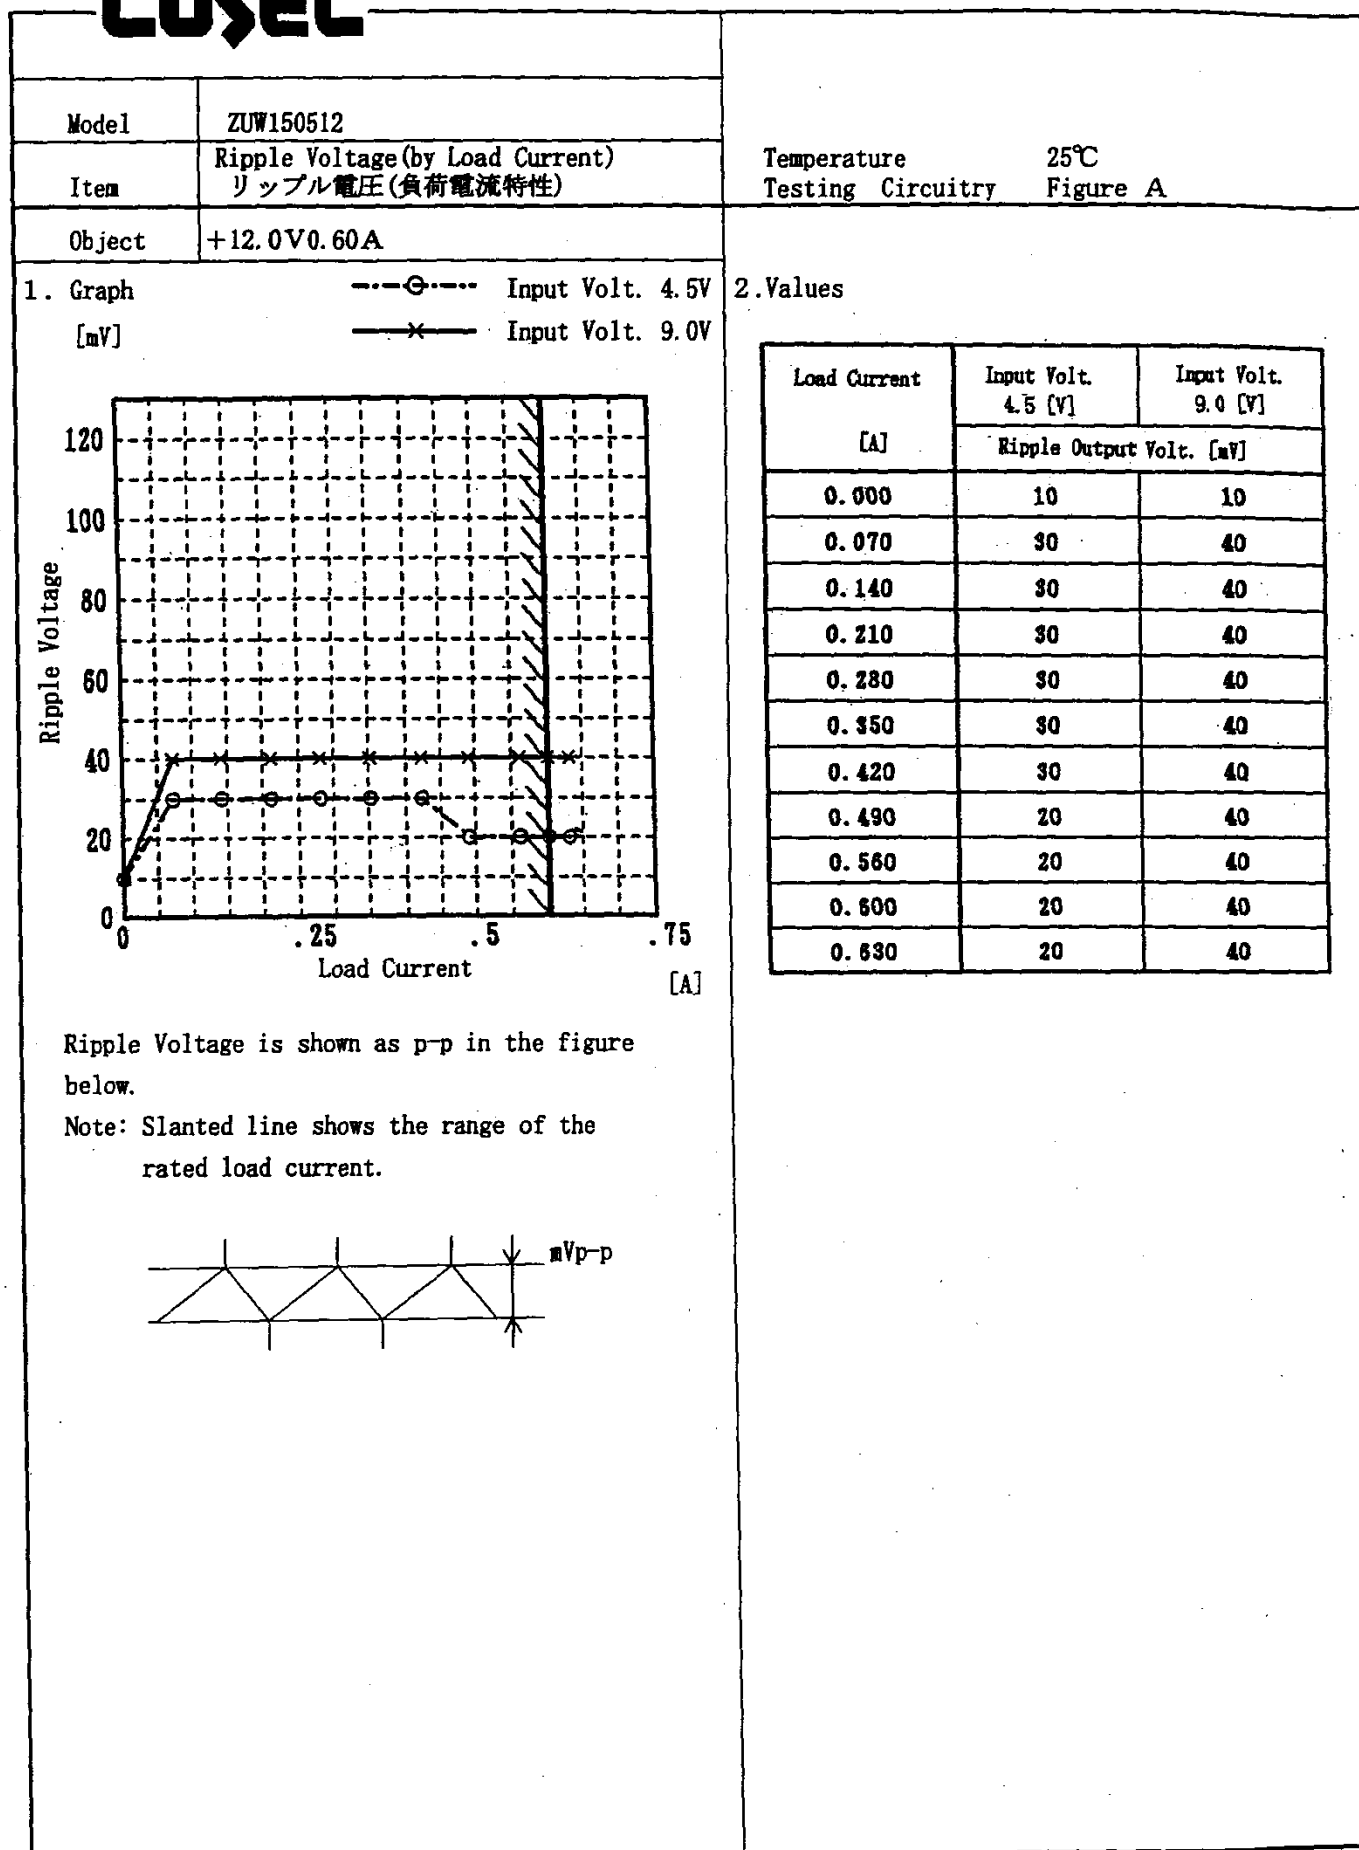 COSEL
Model ZUW150512
Item Ripple Voltage(by Load Current)
リップル電圧(負荷電流特性)
Temperature 25℃
Testing Circuitry Figure A
Object +12.0V0.60A
1. Graph
[mV]
Input Volt. 4.5V
Input Volt. 9.0V
Ripple Voltage
120
100
80
60
40
20
0
0 .25 .5 .75
Load Current
[A]
Ripple Voltage is shown as p-p in the figure
below.
Note: Slanted line shows the range of the
rated load current.
mVp-p
2.Values
Load Current [A] Input Volt. 4.5 [V] Input Volt. 9.0 [V]
Ripple Output Volt. [mV]
0.000 10 10
0.070 30 40
0.140 30 40
0.210 30 40
0.280 30 40
0.350 30 40
0.420 30 40
0.490 20 40
0.560 20 40
0.600 20 40
0.630 20 40